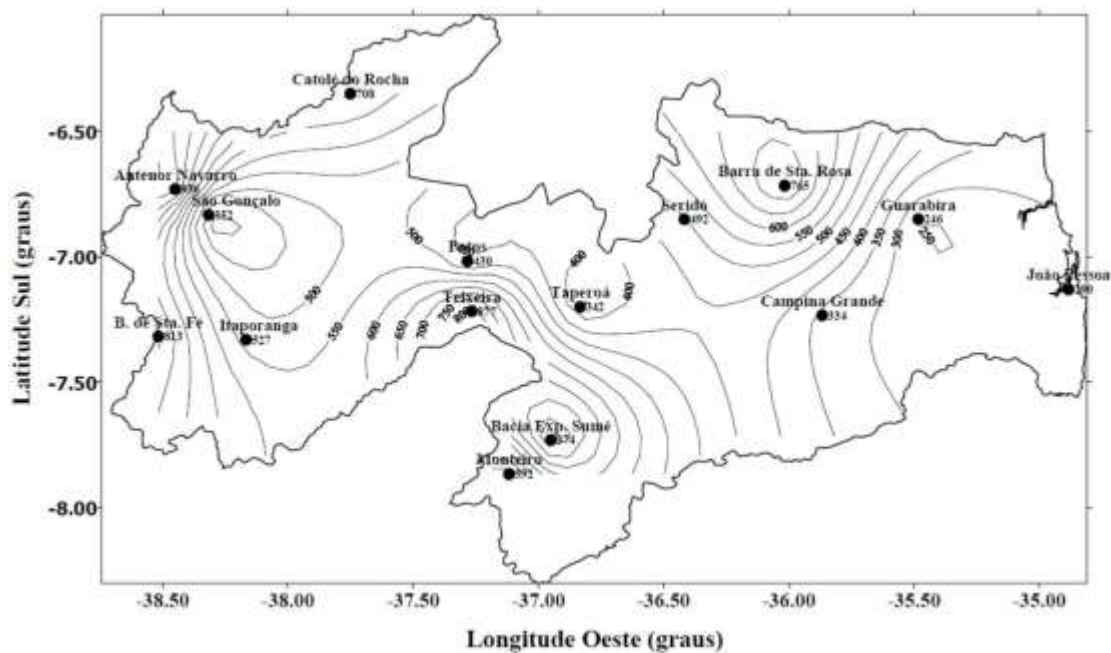 Catolé do Rocha
708
-6.50
Antenor Navarro
Barra de Sta. Rosa
765
São Gonçalo
352
Seridó
492
Guarabira
246
600
550
500
450
400
350
300
250
-7.00
500
Patos
430
400
João Pessoa
Taperoá
342
400
500
Teixeira
Campina Grande
334
B. de Sta. Fé
813
Itaporanga
527
550
600
650
700
750
-7.50
Bacia Exp. Sumé
Monteiro
-8.00
-38.50
-38.00
-37.50
-37.00
-36.50
-36.00
-35.50
-35.00
Latitude Sul (graus)
Longitude Oeste (graus)